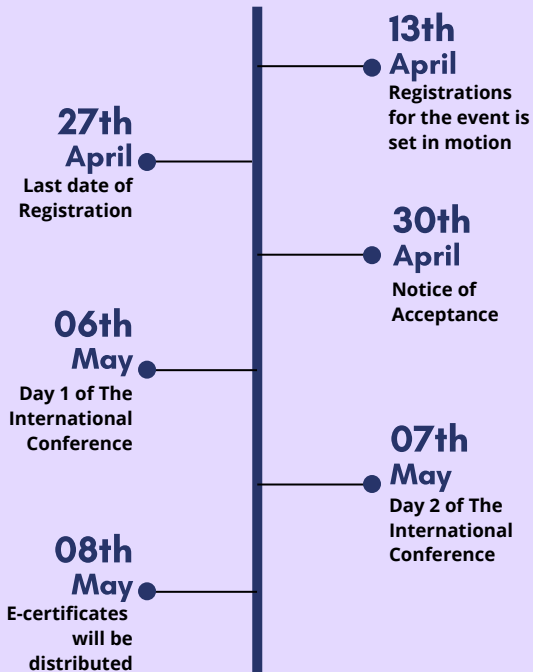 13th
April
Registrations
for the event is
set in motion
27th
April
Last date of
Registration
30th
April
Notice of
Acceptance
06th
May
Day 1 of The
International
Conference
07th
May
Day 2 of The
International
Conference
08th
May
E-certificates
will be
distributed